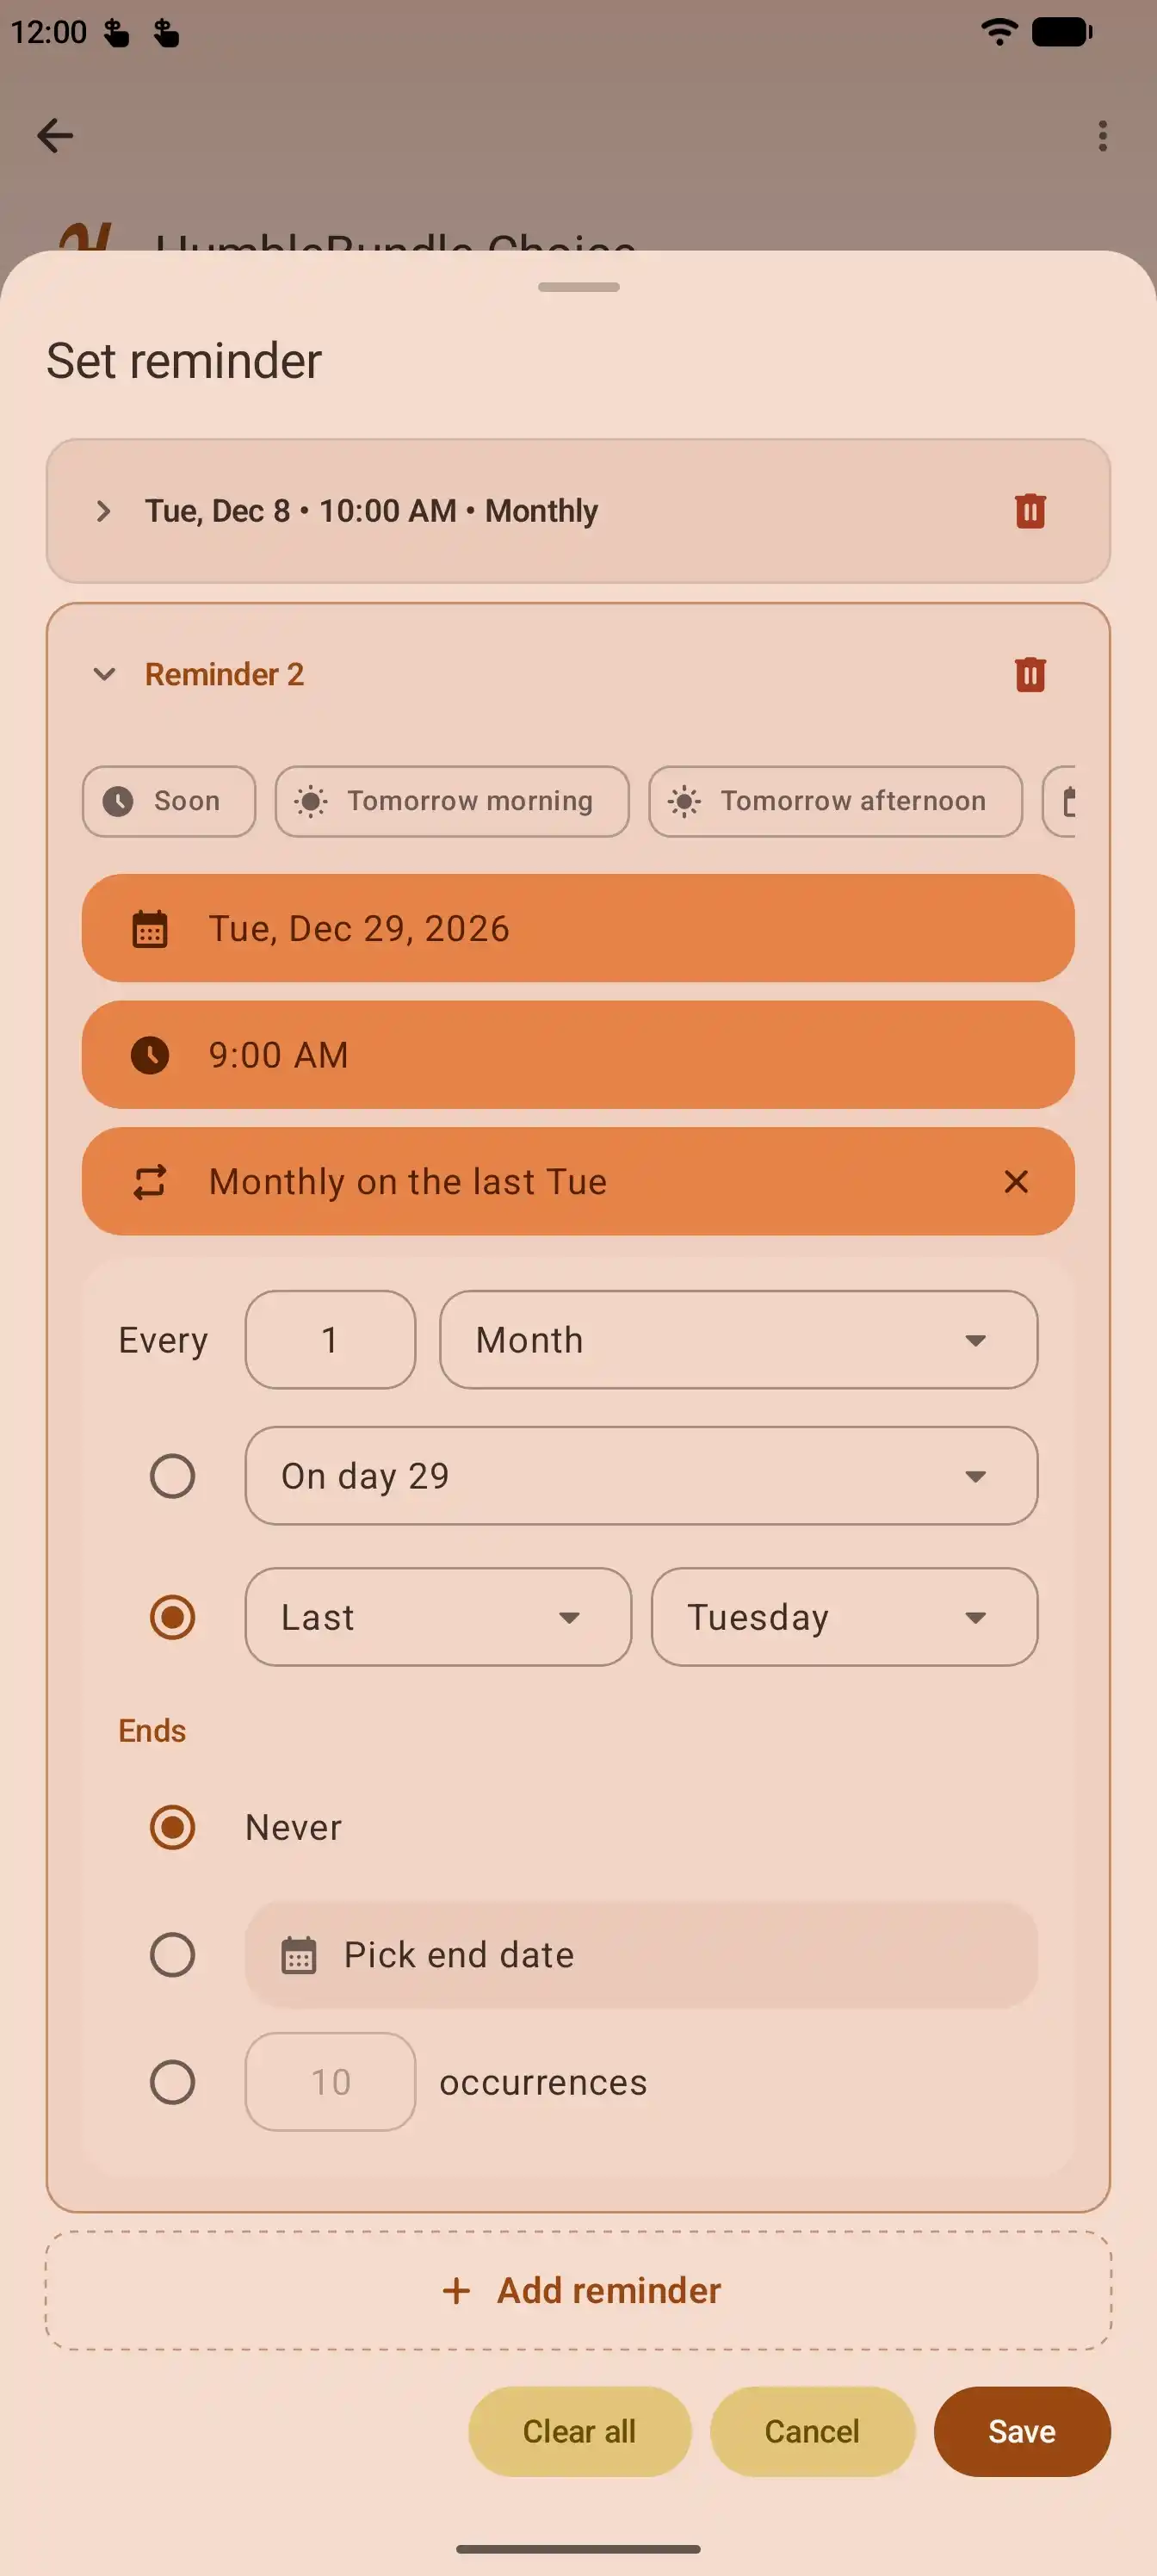 12:00
HumbleBundle Choice
Set reminder
Tue, Dec 8 • 10:00 AM • Monthly
Reminder 2
Soon
Tomorrow morning
Tomorrow afternoon
Tue, Dec 29, 2026
9:00 AM
Monthly on the last Tue
Every 1 Month
On day 29
Last Tuesday
Ends
Never
Pick end date
10 occurrences
+ Add reminder
Clear all Cancel Save